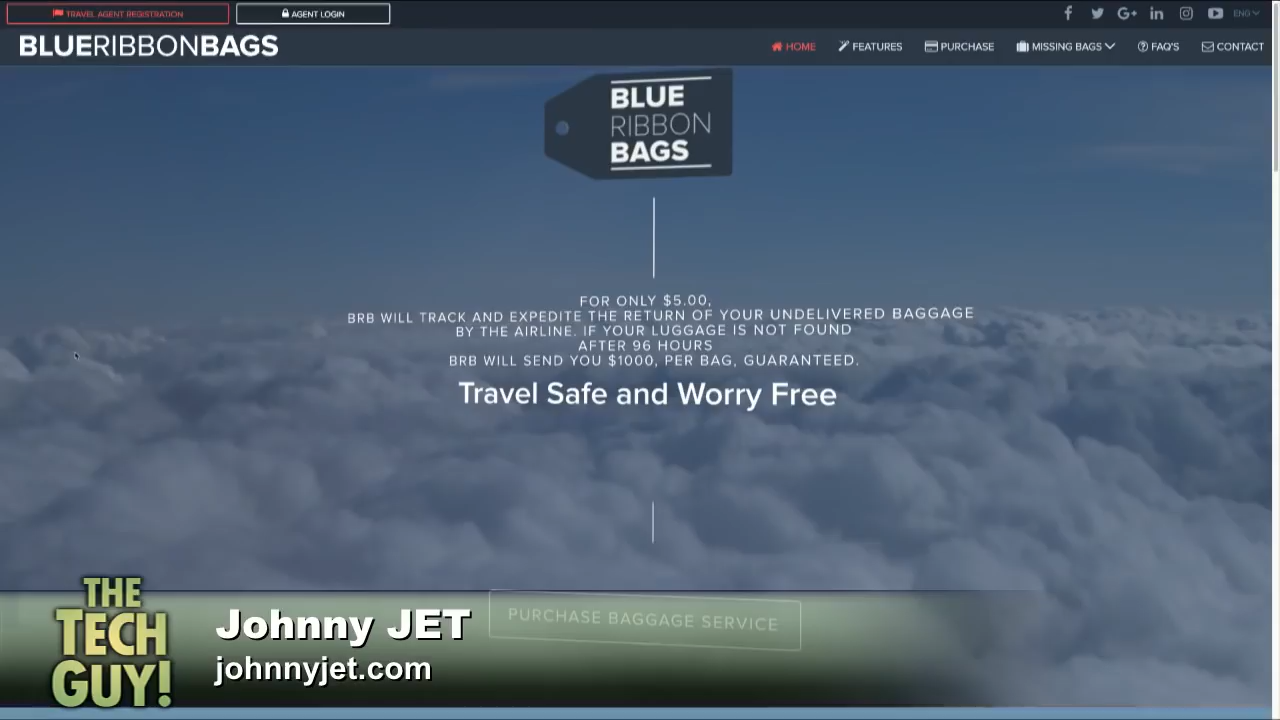 TRAVEL AGENT REGISTRATION
AGENT LOGIN
ENG
BLUERIBBONBAGS
HOME
FEATURES
PURCHASE
MISSING BAGS
FAQ'S
CONTACT
BLUE
RIBBON
BAGS
FOR ONLY $5.00,
BRB WILL TRACK AND EXPEDITE THE RETURN OF YOUR UNDELIVERED BAGGAGE
BY THE AIRLINE. IF YOUR LUGGAGE IS NOT FOUND
AFTER 96 HOURS
BRB WILL SEND YOU $1000, PER BAG, GUARANTEED.
Travel Safe and Worry Free
PURCHASE BAGGAGE SERVICE
THE
TECH
GUY!
Johnny JET
johnnyjet.com